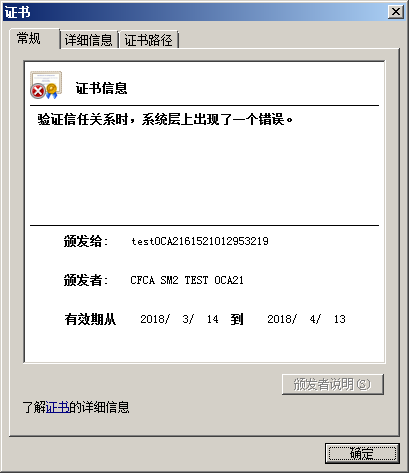 证书
常规 详细信息 证书路径
证书信息
验证信任关系时，系统层上出现了一个错误。
颁发给: testOCA2161521012953219
颁发者: CFCA SM2 TEST OCA21
有效期从 2018/ 3/ 14 到 2018/ 4/ 13
颁发者说明(S)
了解证书的详细信息
确定